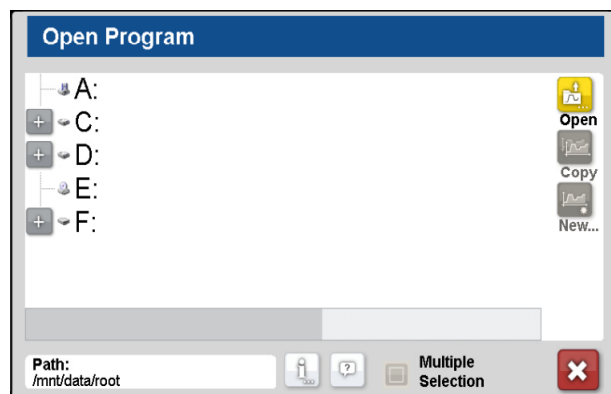 Open Program
A:
C:
D:
E:
F:
Open
Copy
New...
Path:
/mnt/data/root
Multiple
Selection